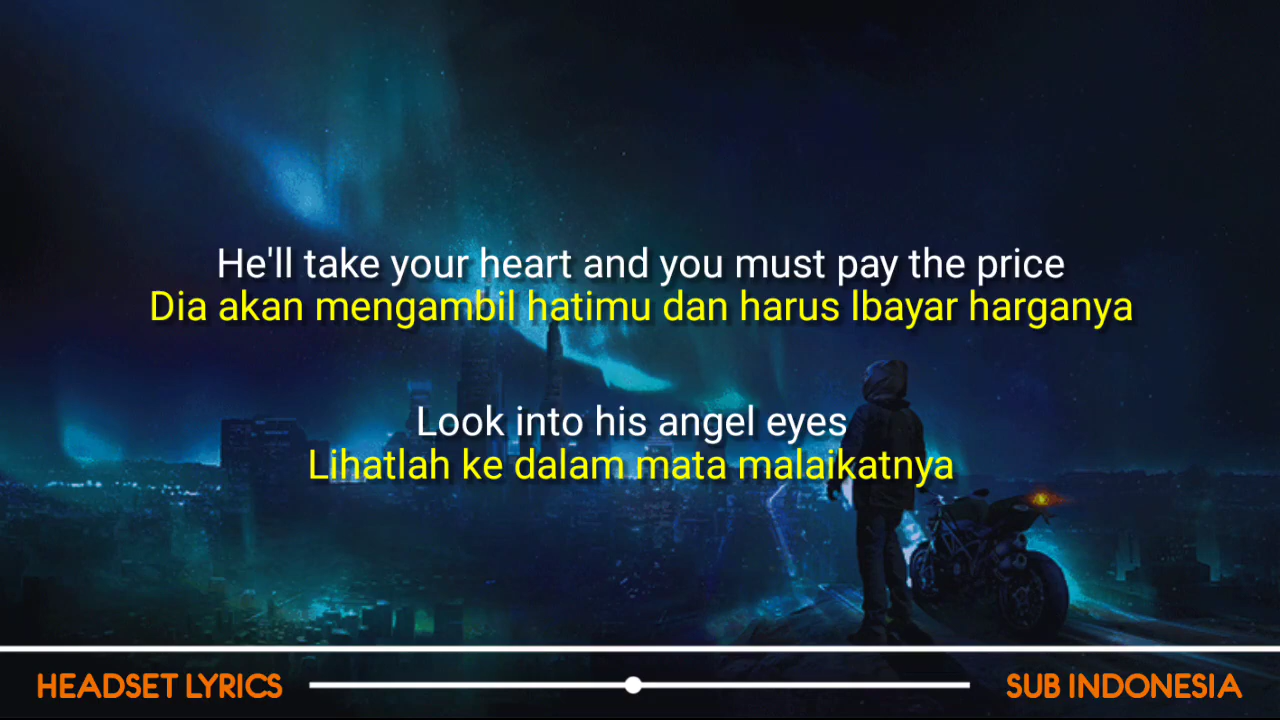 He'll take your heart and you must pay the price
Dia akan mengambil hatimu dan harus lbayar harganya
Look into his angel eyes
Lihatlah ke dalam mata malaikatnya
HEADSET LYRICS
SUB INDONESIA